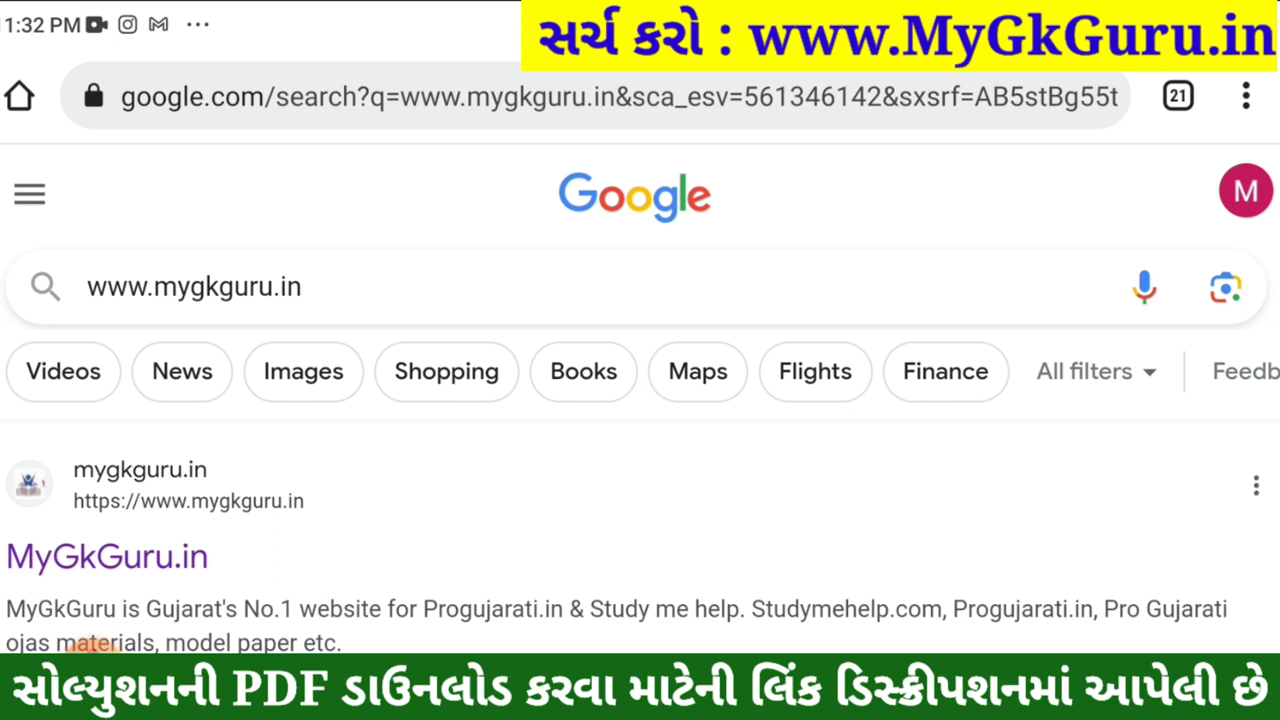 11:32 PM
સર્ચ કરો : www.MyGkGuru.in
google.com/search?q=www.mygkguru.in&sca_esv=561346142&sxsrf=AB5stBg55t
21
Google
M
www.mygkguru.in
Videos News Images Shopping Books Maps Flights Finance All filters Feedb
mygkguru.in
https://www.mygkguru.in
MyGkGuru.in
MyGkGuru is Gujarat's No.1 website for Progujarati.in & Study me help. Studymehelp.com, Progujarati.in, Pro Gujarati
ojas materials, model paper etc.
સોલ્યુશનની PDF ડાઉનલોડ કરવા માટેની લિંક ડિસ્ક્રીપશનમાં આપેલી છે